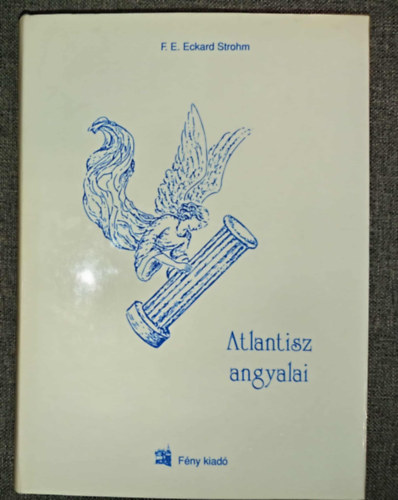 F. E. Eckard Strohm
Atlantisz
angyalai
Fény kiadó